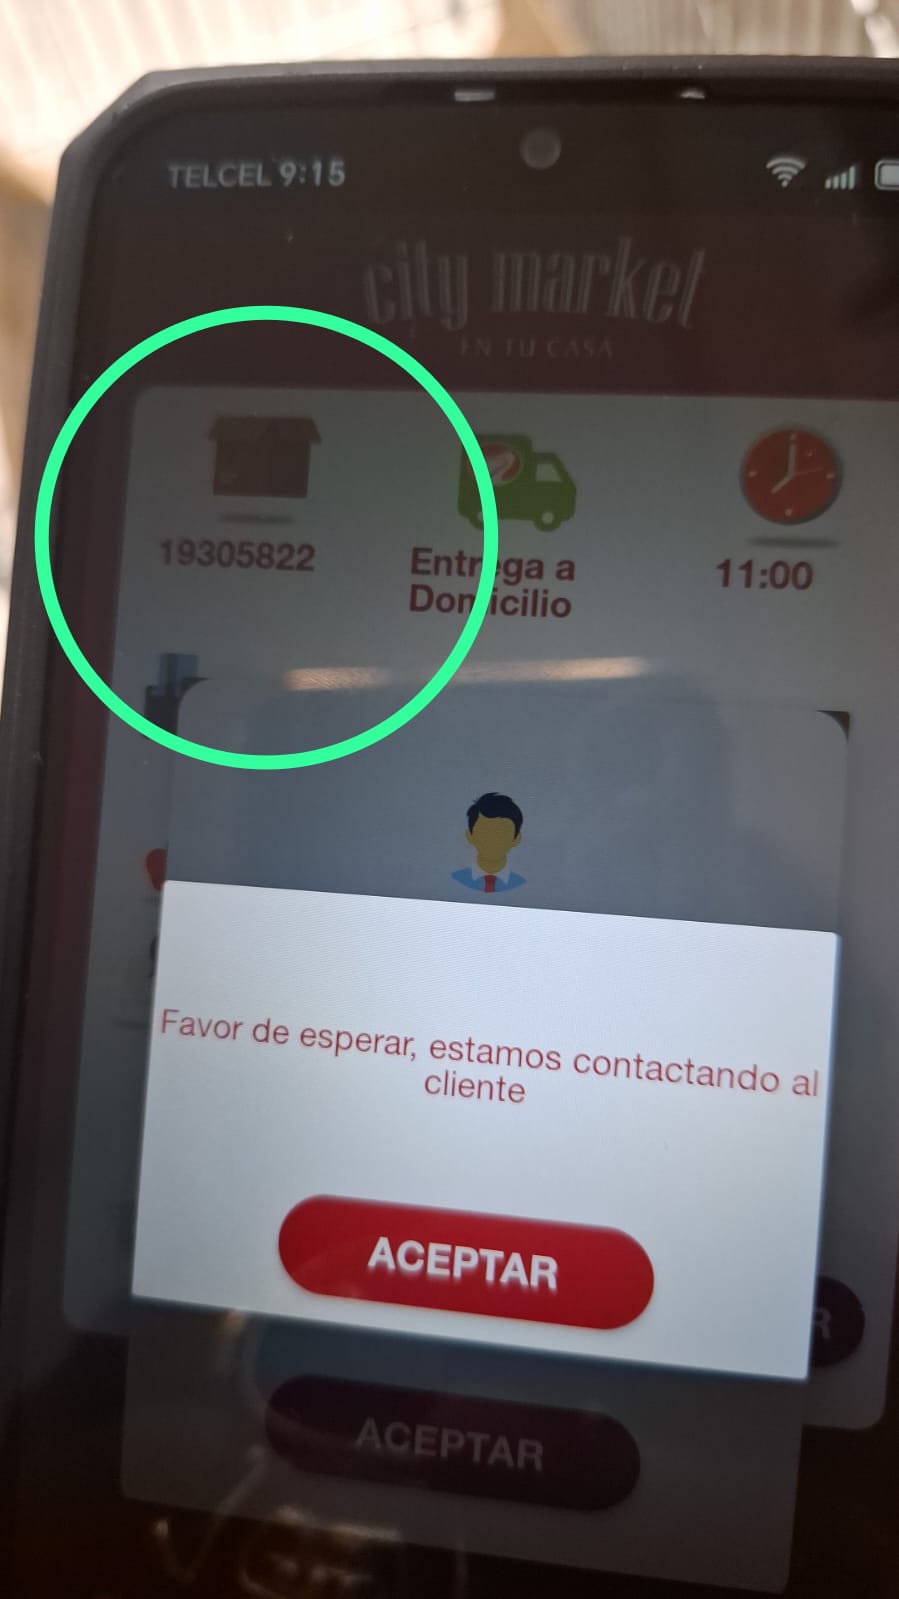 TELCEL 9:15
city market
EN TU CASA
19305822
Entrega a
Domicilio
11:00
Favor de esperar, estamos contactando al
cliente
ACEPTAR
ACEPTAR